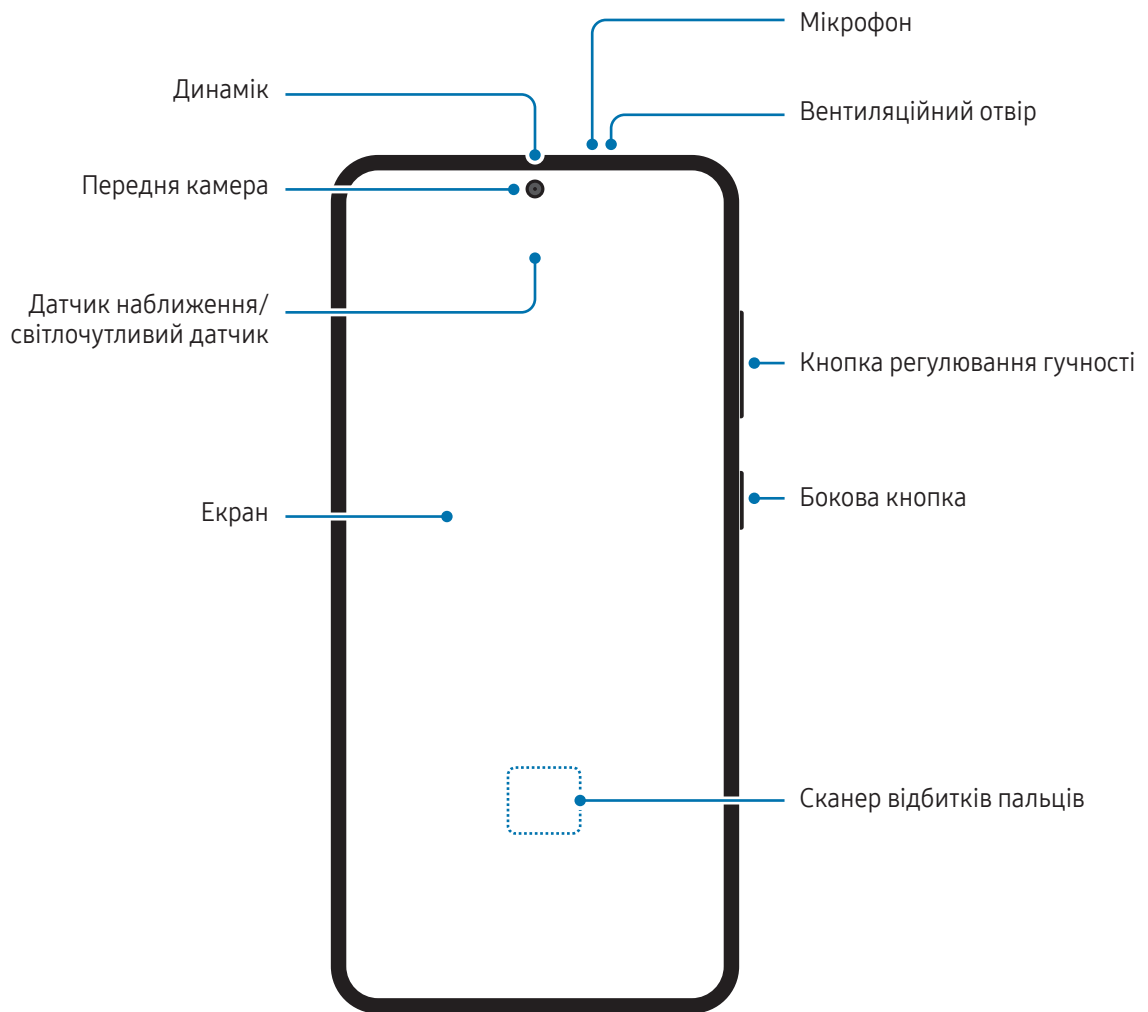 Мікрофон
Динамік
Вентиляційний отвір
Передня камера
Датчик наближення/
світлочутливий датчик
Кнопка регулювання гучності
Бокова кнопка
Екран
Сканер відбитків пальців